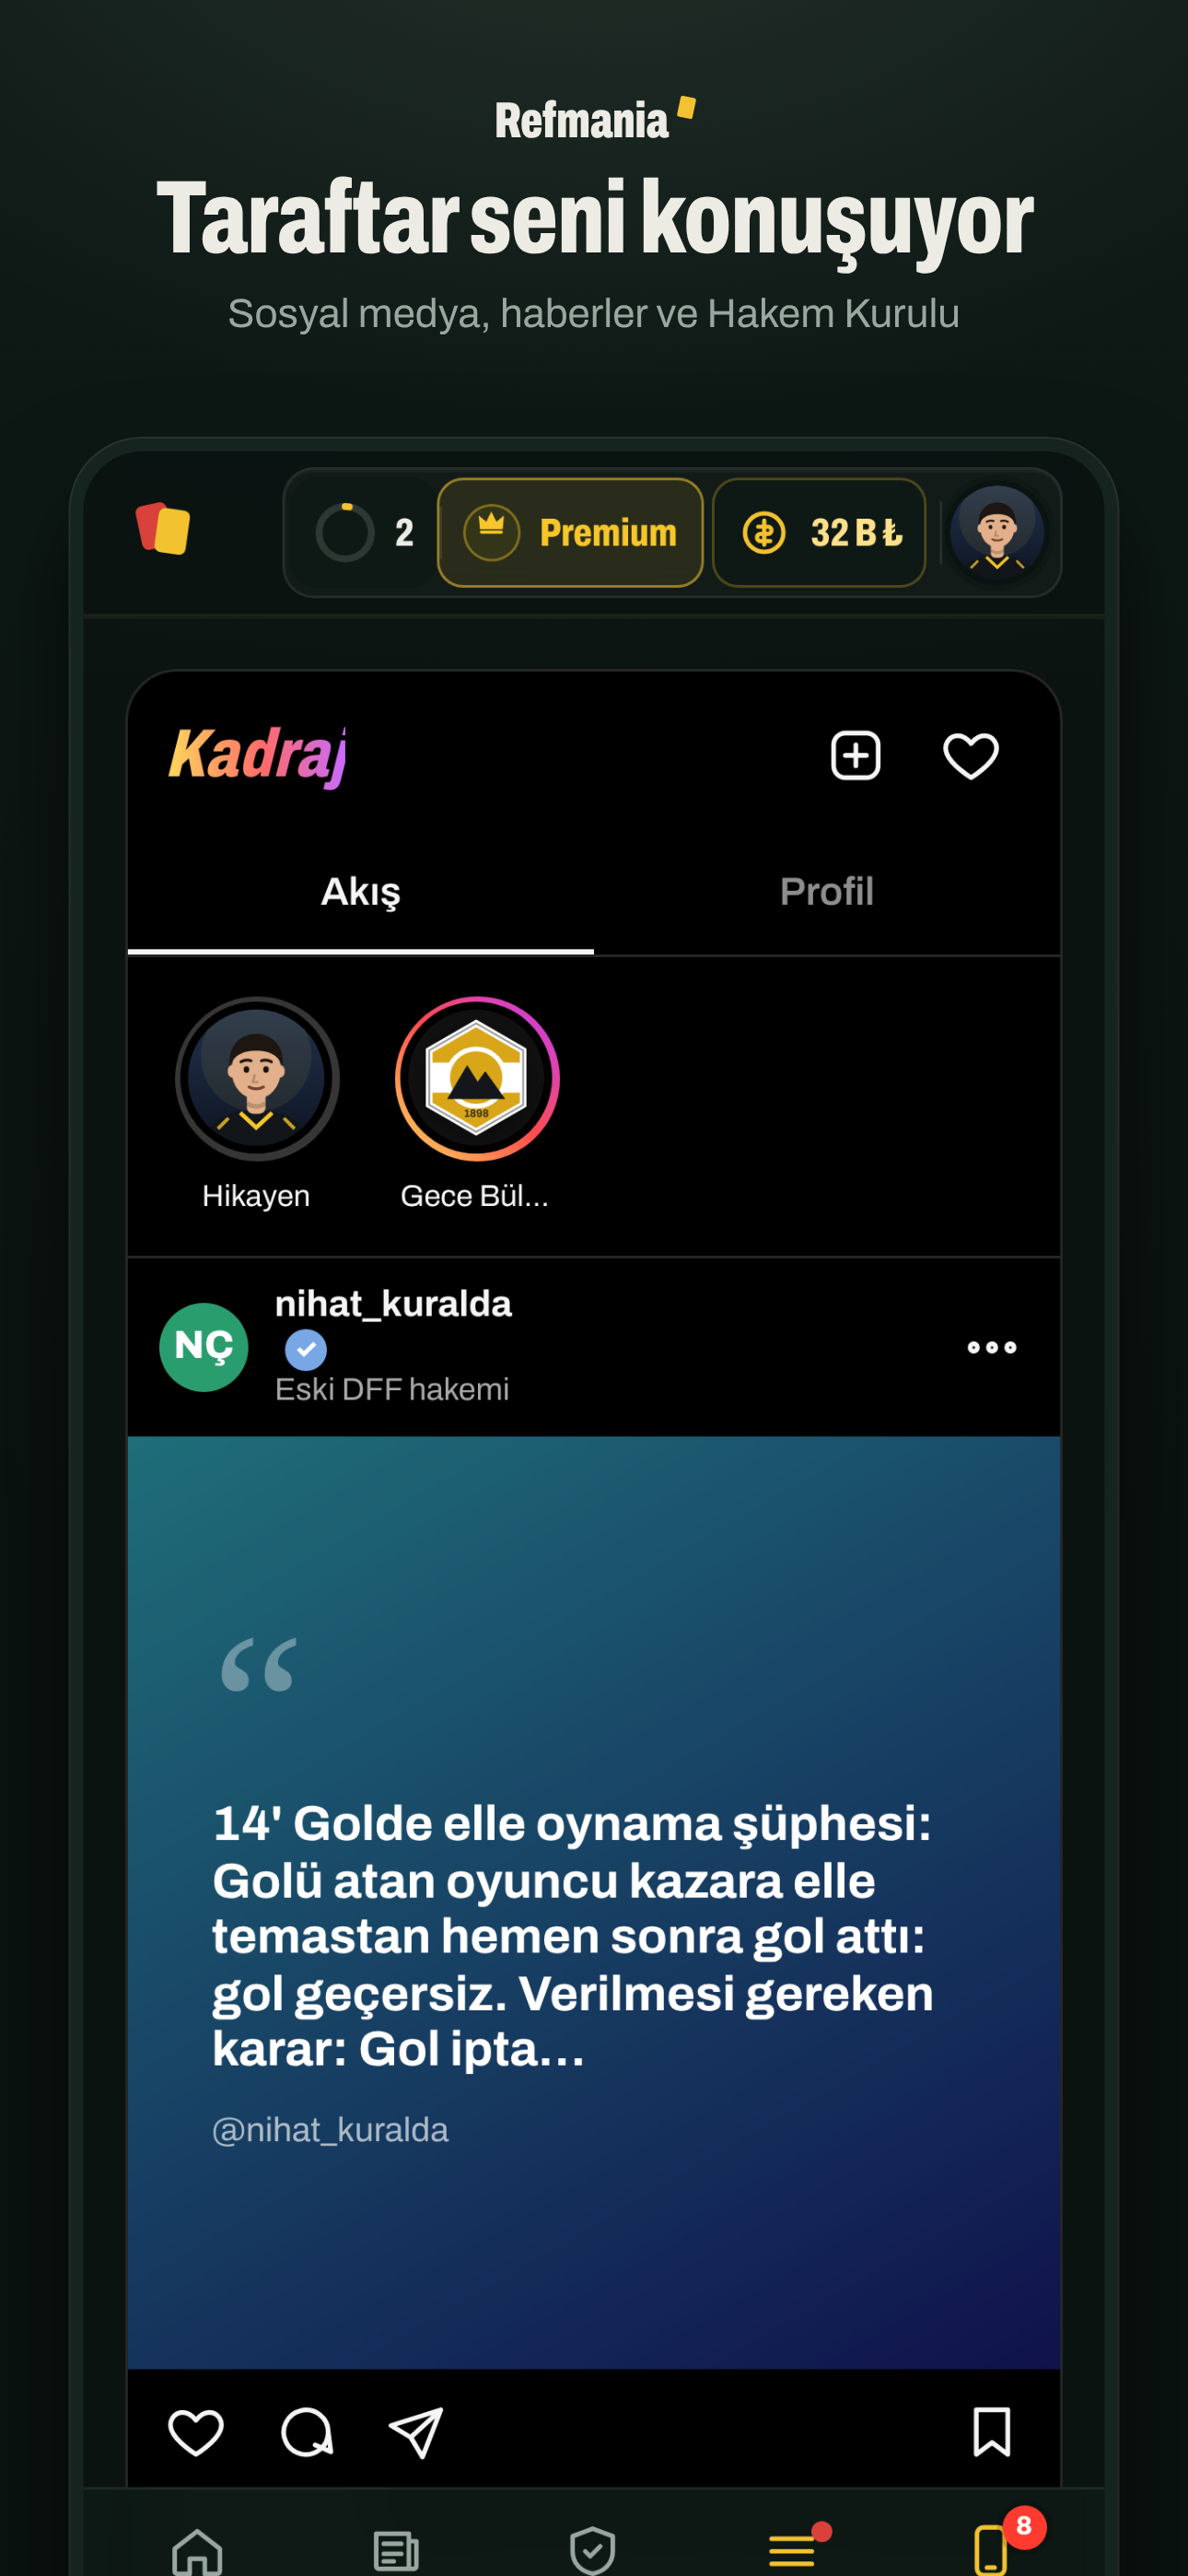 Refmania
Taraftar seni konuşuyor
Sosyal medya, haberler ve Hakem Kurulu
2
Premium
32 B ₺
Kadraj
Akış
Profil
1898
Hikayen
Gece Bül...
NÇ
nihat_kuralda
Eski DFF hakemi
“
14' Golde elle oynama şüphesi:
Golü atan oyuncu kazara elle
temastan hemen sonra gol attı:
gol geçersiz. Verilmesi gereken
karar: Gol ipta...
@nihat_kuralda
8